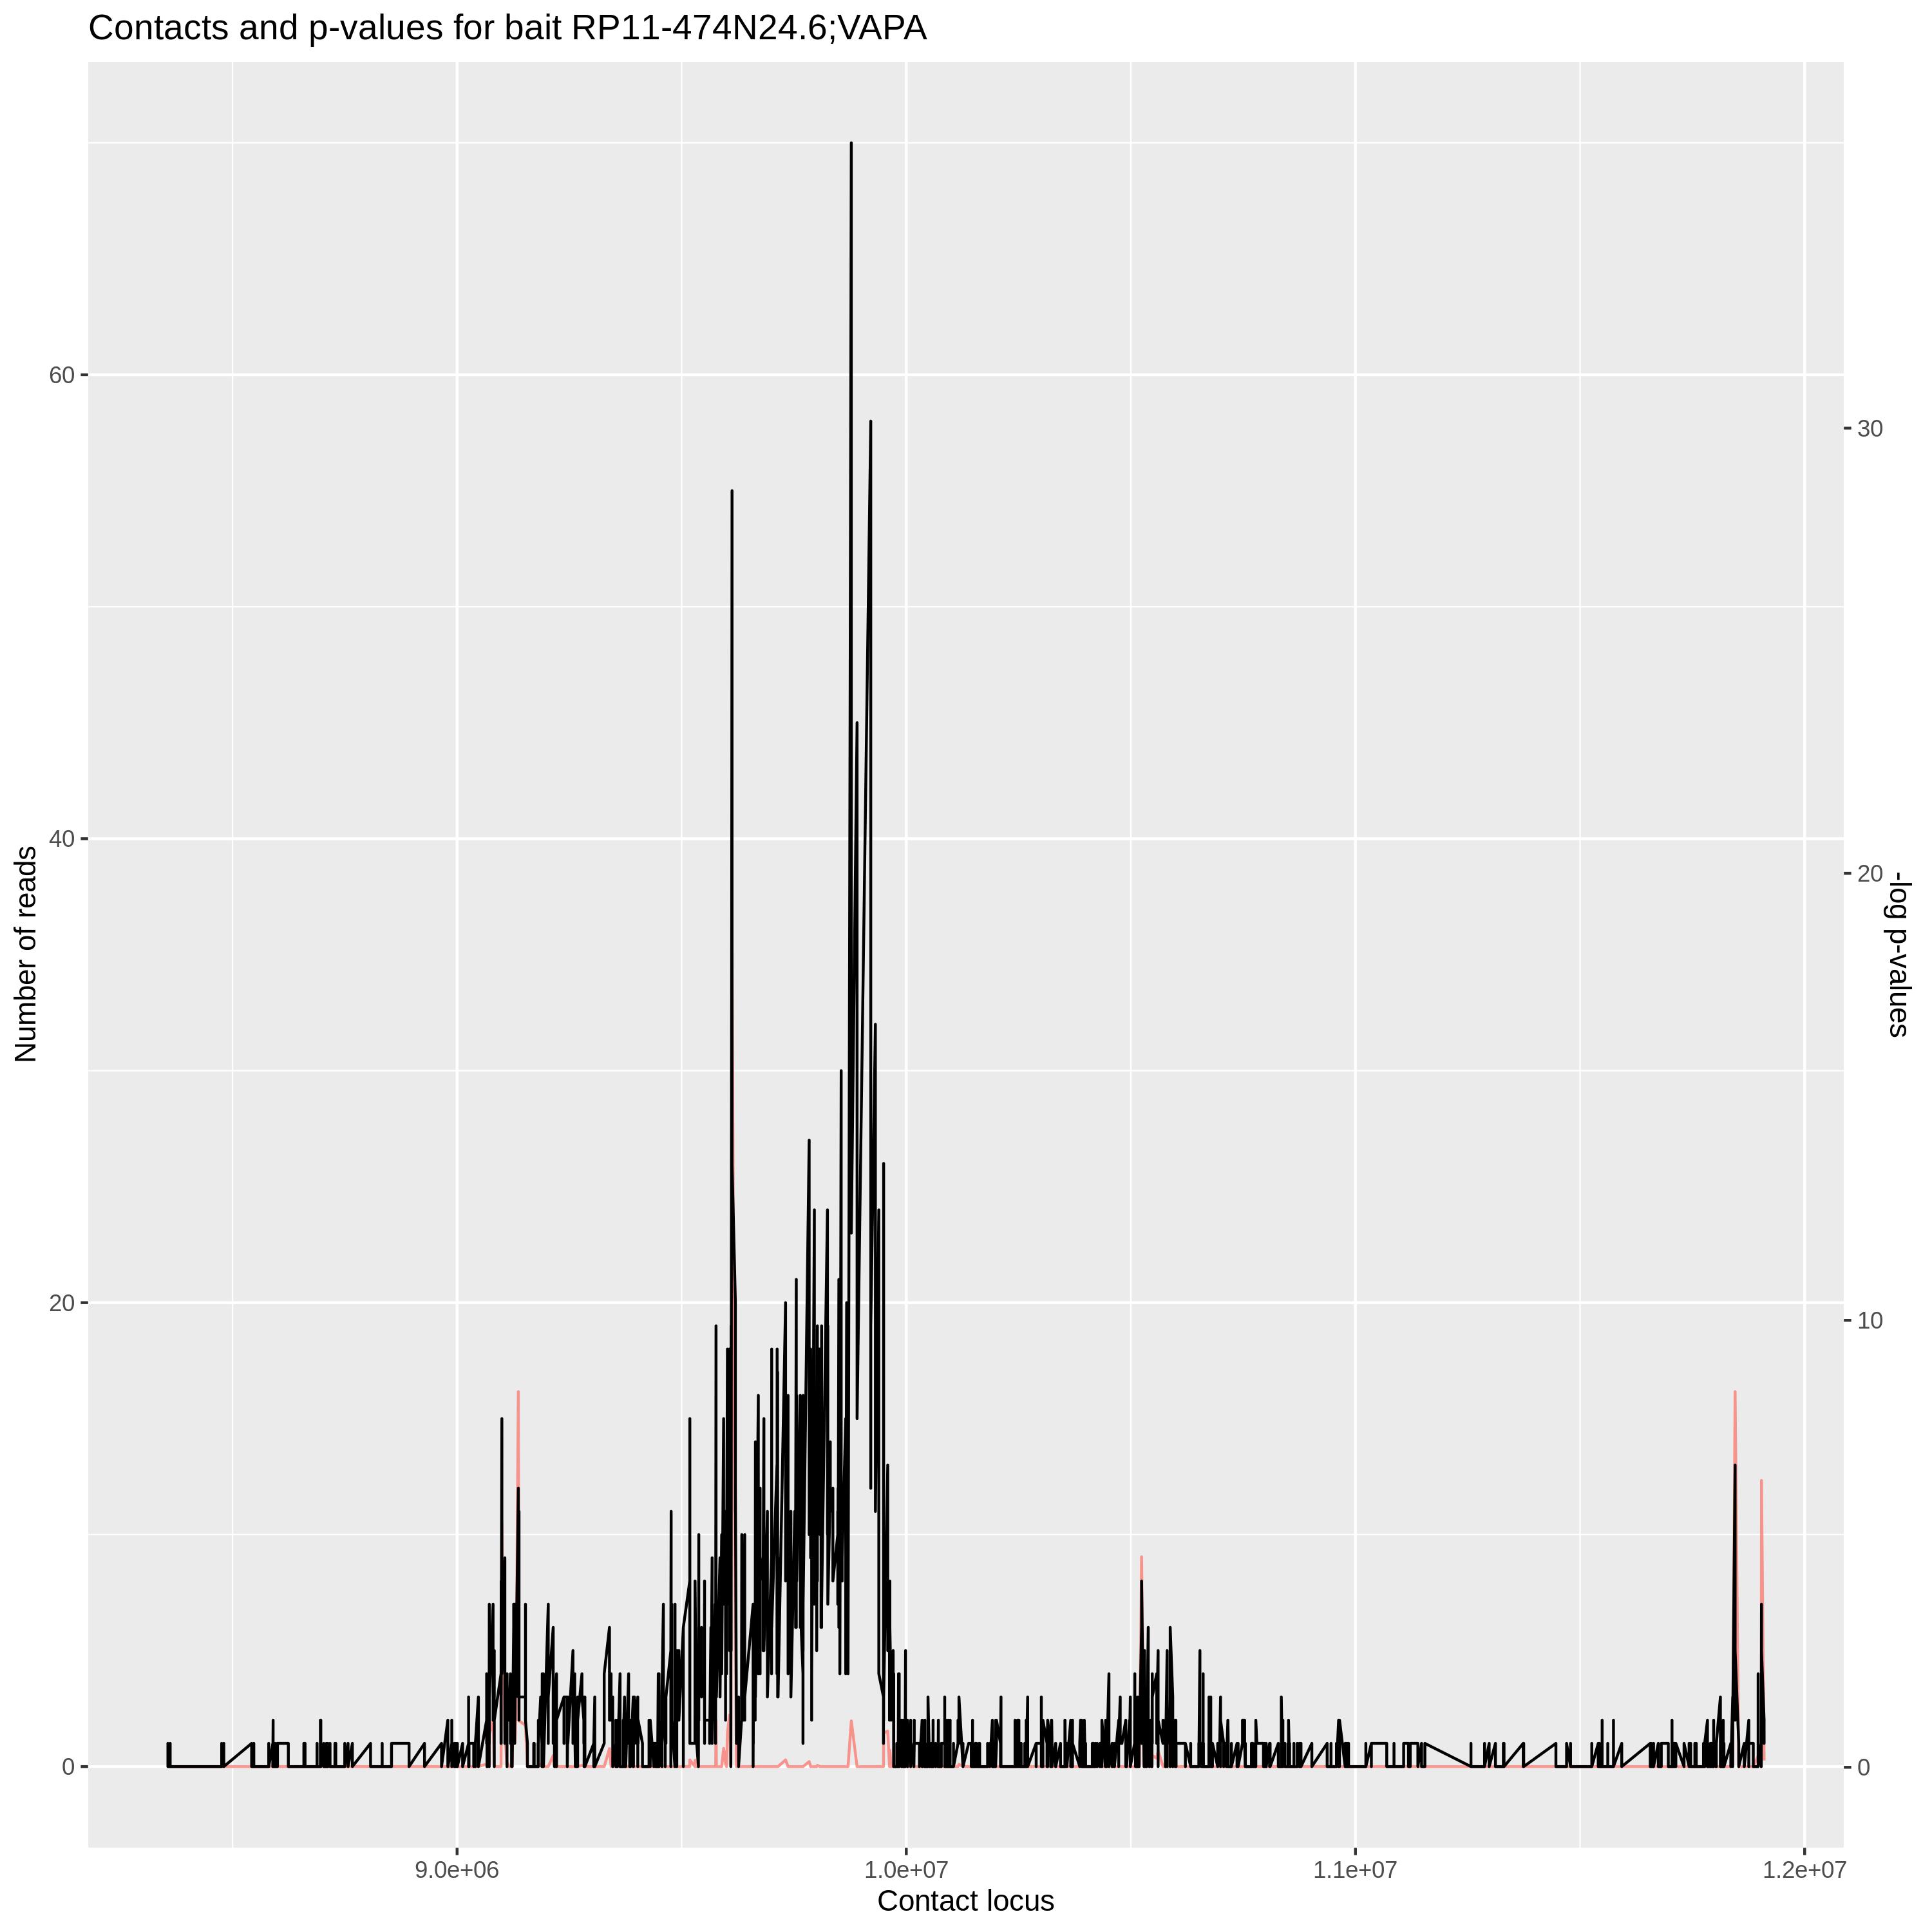 Contacts and p-values for bait RP11-474N24.6;VAPA
60
40
20
0
Number of reads
30
20
10
0
-log p-values
9.0e+06
1.0e+07
1.1e+07
1.2e+07
Contact locus